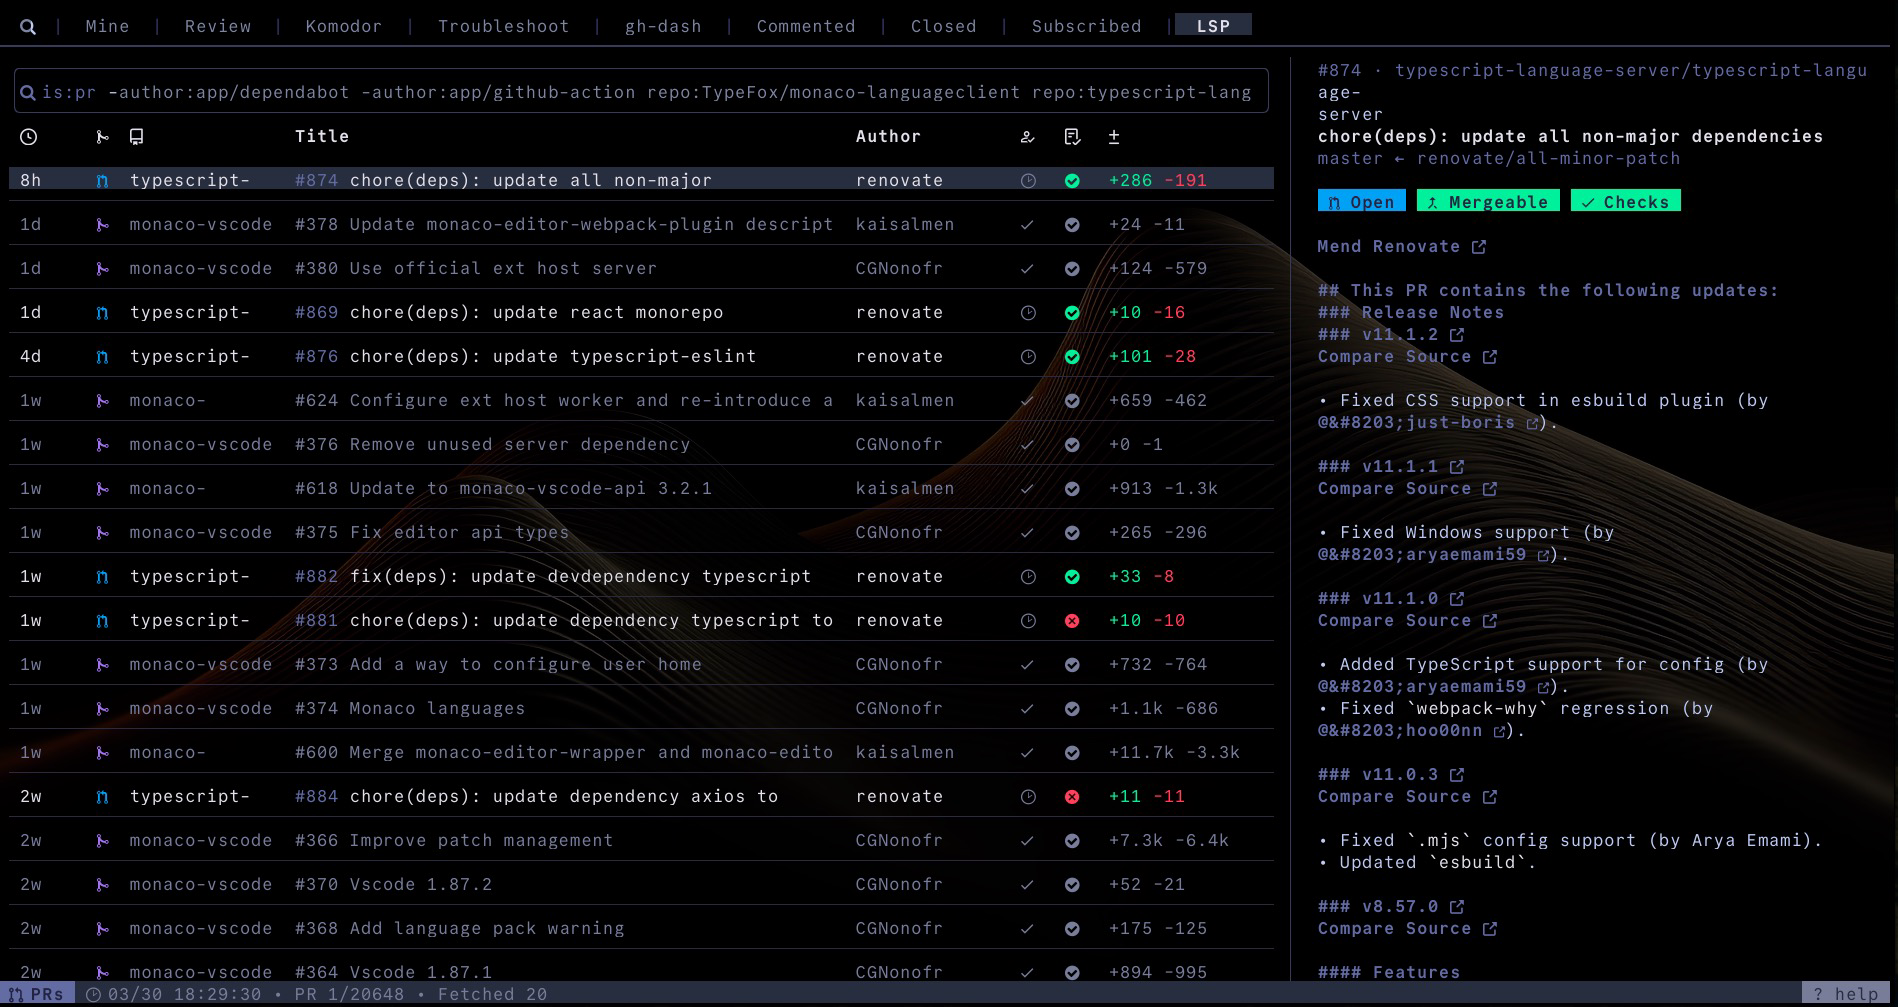 Mine | Review | Komodor | Troubleshoot | gh-dash | Commented | Closed | Subscribed | LSP
is:pr -author:app/dependabot -author:app/github-action repo:TypeFox/monaco-languageclient repo:typescript-lang
Title Author ±
8h typescript- #874 chore(deps): update all non-major renovate +286 -191
1d monaco-vscode #378 Update monaco-editor-webpack-plugin descript kaisalmen +24 -11
1d monaco-vscode #380 Use official ext host server CGNonofr +124 -579
1d typescript- #869 chore(deps): update react monorepo renovate +10 -16
4d typescript- #876 chore(deps): update typescript-eslint renovate +101 -28
1w monaco- #624 Configure ext host worker and re-introduce a kaisalmen +659 -462
1w monaco-vscode #376 Remove unused server dependency CGNonofr +0 -1
1w monaco- #618 Update to monaco-vscode-api 3.2.1 kaisalmen +913 -1.3k
1w monaco-vscode #375 Fix editor api types CGNonofr +265 -296
1w typescript- #882 fix(deps): update devdependency typescript renovate +33 -8
1w typescript- #881 chore(deps): update dependency typescript to renovate +10 -10
1w monaco-vscode #373 Add a way to configure user home CGNonofr +732 -764
1w monaco-vscode #374 Monaco languages CGNonofr +1.1k -686
1w monaco- #600 Merge monaco-editor-wrapper and monaco-edito kaisalmen +11.7k -3.3k
2w typescript- #884 chore(deps): update dependency axios to renovate +11 -11
2w monaco-vscode #366 Improve patch management CGNonofr +7.3k -6.4k
2w monaco-vscode #370 Vscode 1.87.2 CGNonofr +52 -21
2w monaco-vscode #368 Add language pack warning CGNonofr +175 -125
2w monaco-vscode #364 Vscode 1.87.1 CGNonofr +894 -995
#874 · typescript-language-server/typescript-langu
age-
server
chore(deps): update all non-major dependencies
master ← renovate/all-minor-patch
Open Mergeable Checks
Mend Renovate
## This PR contains the following updates:
### Release Notes
### v11.1.2
Compare Source
• Fixed CSS support in esbuild plugin (by
@&#8203;just-boris ).
### v11.1.1
Compare Source
• Fixed Windows support (by
@&#8203;aryaemami59 ).
### v11.1.0
Compare Source
• Added TypeScript support for config (by
@&#8203;aryaemami59 ).
• Fixed `webpack-why` regression (by
@&#8203;hoo00nn ).
### v11.0.3
Compare Source
• Fixed `.mjs` config support (by Arya Emami).
• Updated `esbuild`.
### v8.57.0
Compare Source
#### Features
PRs 03/30 18:29:30 • PR 1/20648 • Fetched 20 ? help